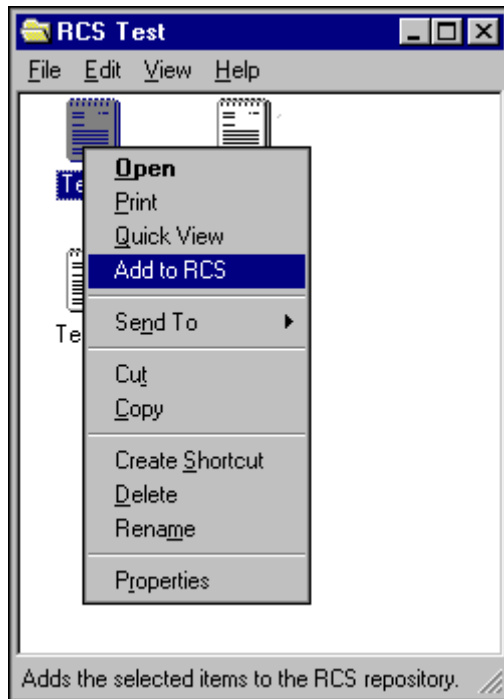 RCS Test
File Edit View Help
Te
Te
Open
Print
Quick View
Add to RCS
Send To
Cut
Copy
Create Shortcut
Delete
Rename
Properties
Adds the selected items to the RCS repository.